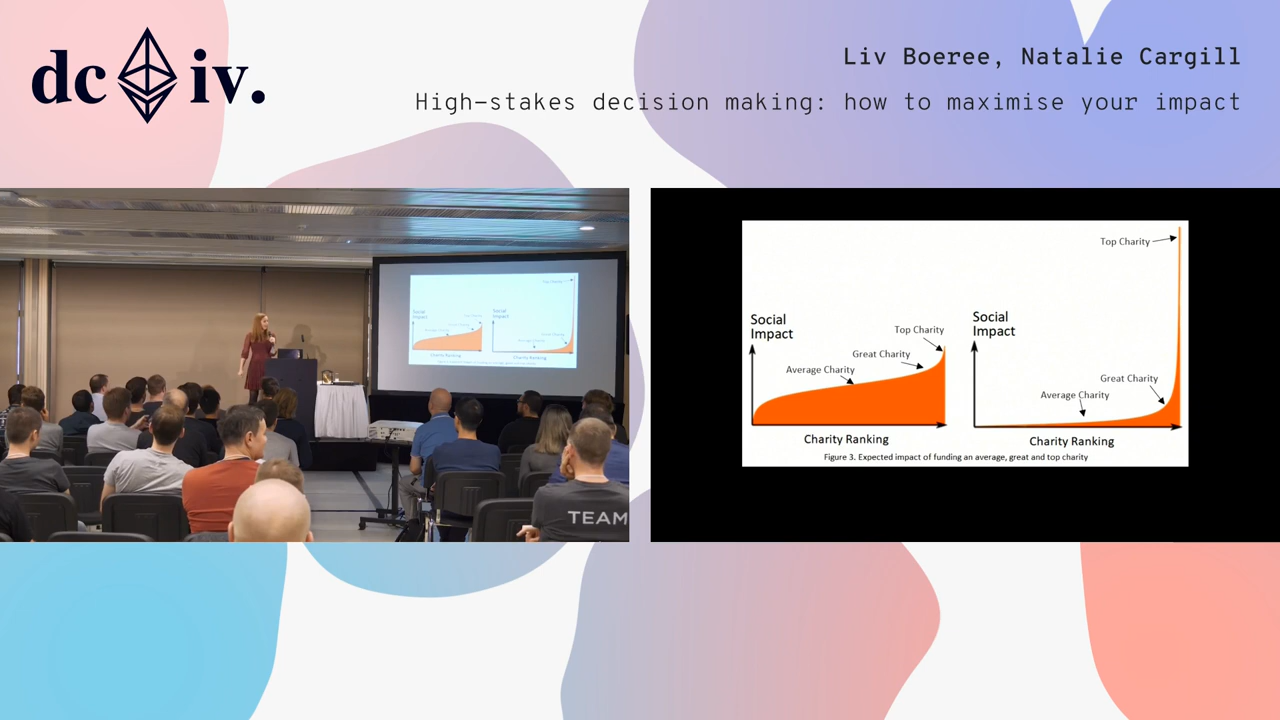 dc iv.
Liv Boeree, Natalie Cargill
High-stakes decision making: how to maximise your impact
TEAM
Social
Impact
Top Charity
Great Charity
Average Charity
Charity Ranking
Social
Impact
Top Charity
Great Charity
Average Charity
Charity Ranking
Figure 3. Expected impact of funding an average, great and top charity